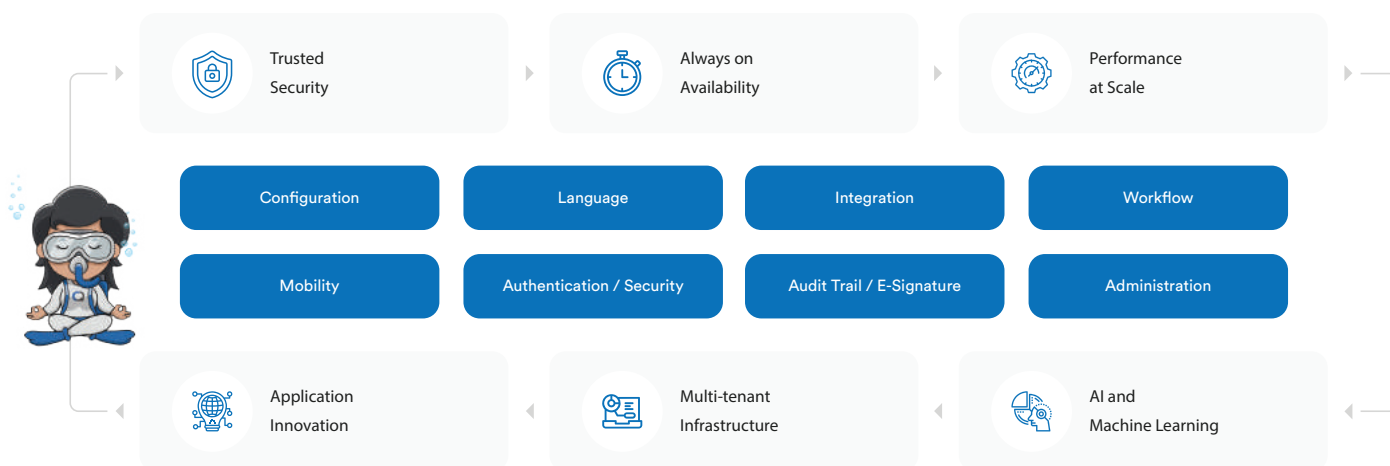 Trusted
Security
Always on
Availability
Performance
at Scale
Configuration
Language
Integration
Workflow
Mobility
Authentication / Security
Audit Trail / E-Signature
Administration
Application
Innovation
Multi-tenant
Infrastructure
AI and
Machine Learning